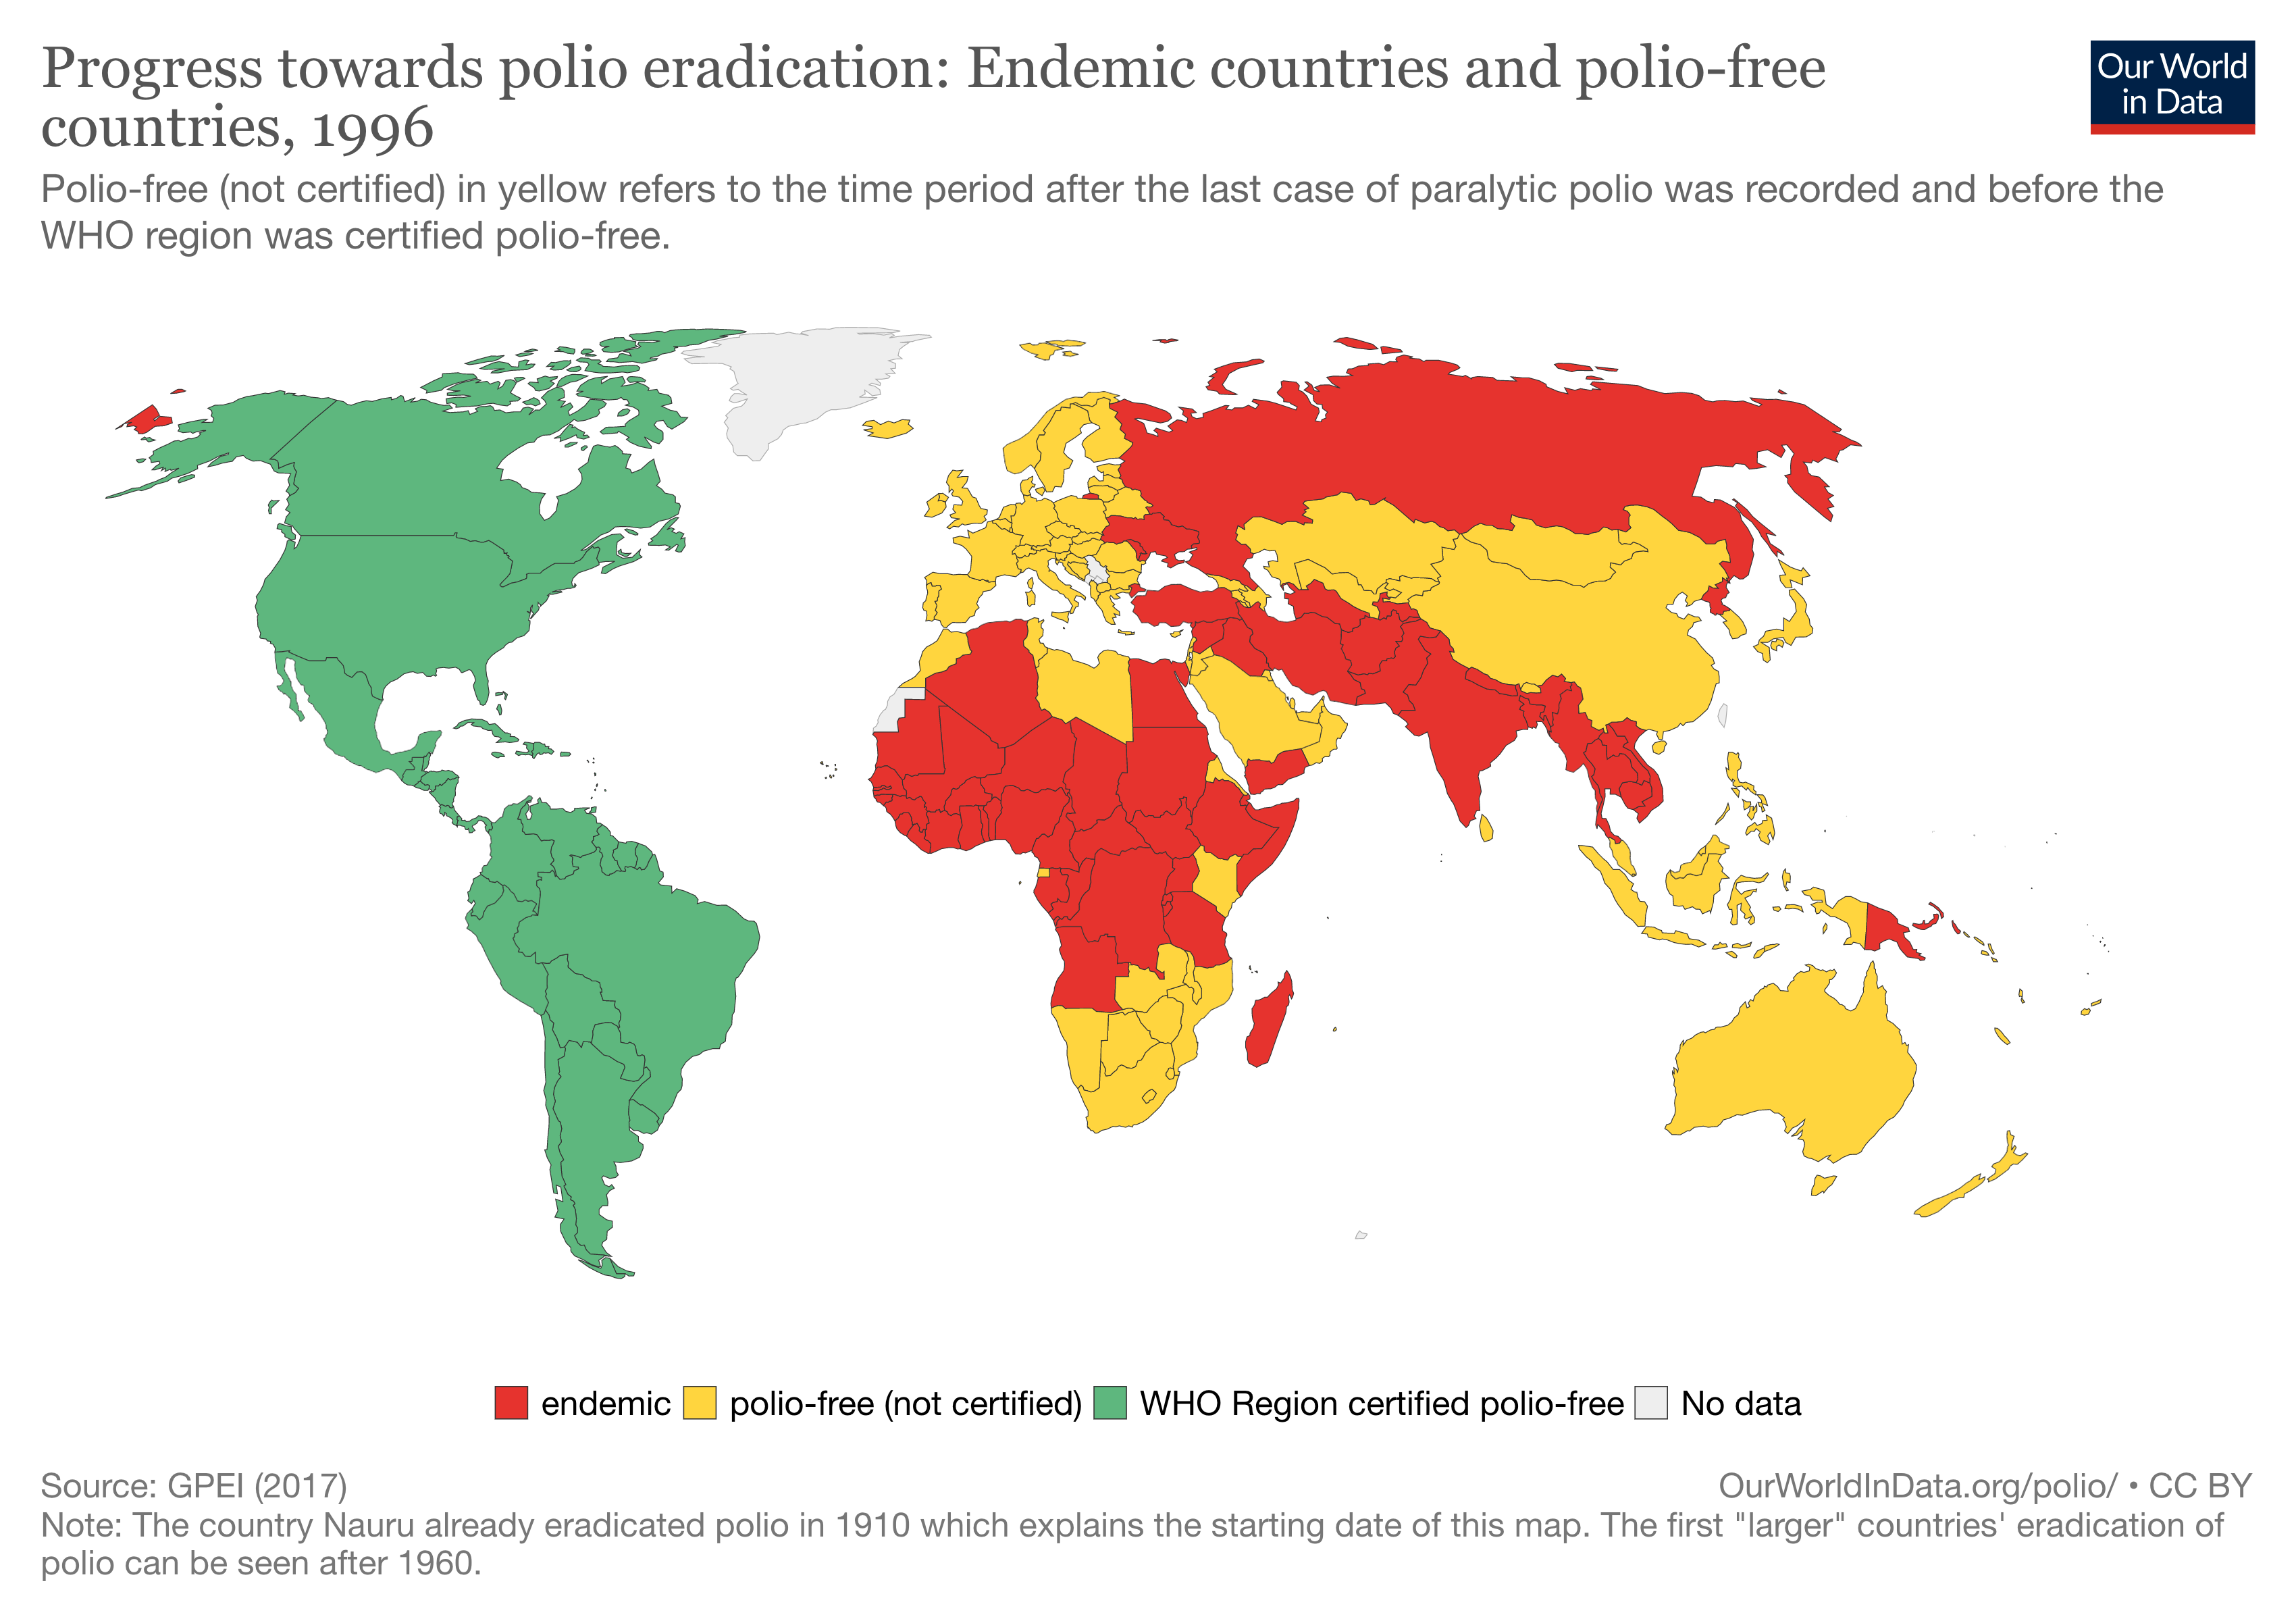 Progress towards polio eradication: Endemic countries and polio-free
countries, 1996
Our World
in Data
Polio-free (not certified) in yellow refers to the time period after the last case of paralytic polio was recorded and before the
WHO region was certified polio-free.
endemic polio-free (not certified) WHO Region certified polio-free No data
Source: GPEI (2017)
OurWorldInData.org/polio/ • CC BY
Note: The country Nauru already eradicated polio in 1910 which explains the starting date of this map. The first "larger" countries' eradication of
polio can be seen after 1960.